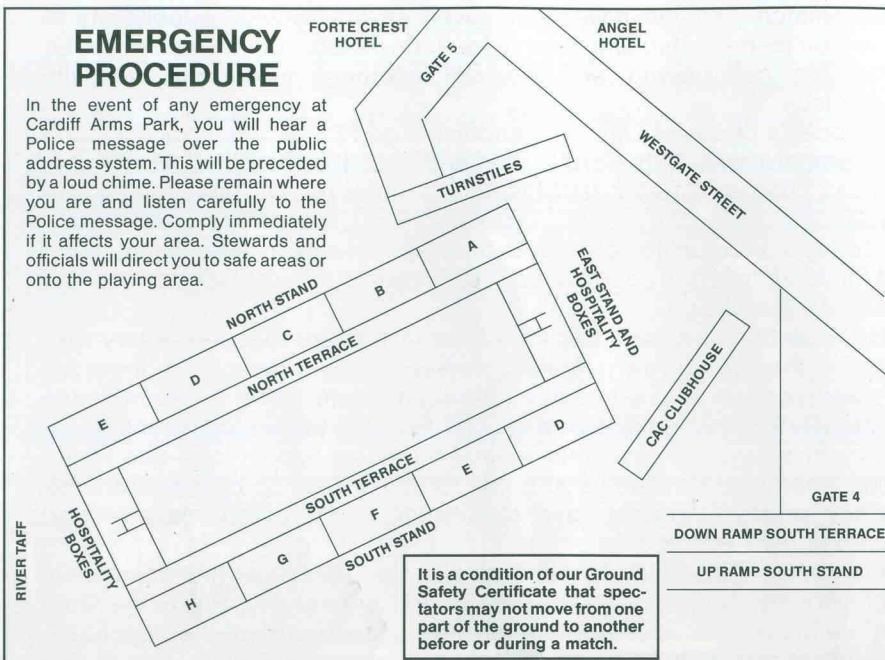 EMERGENCY
PROCEDURE
In the event of any emergency at
Cardiff Arms Park, you will hear a
Police message over the public
address system. This will be preceded
by a loud chime. Please remain where
you are and listen carefully to the
Police message. Comply immediately
if it affects your area. Stewards and
officials will direct you to safe areas or
onto the playing area.
FORTE CREST
HOTEL
GATE 5
ANGEL
HOTEL
WESTGATE STREET
TURNSTILES
NORTH STAND
A
B
C
D
E
NORTH TERRACE
EAST STAND AND
HOSPITALITY
BOXES
CAC CLUBHOUSE
SOUTH TERRACE
D
E
F
G
H
SOUTH STAND
HOSPITALITY
BOXES
RIVER TAFF
GATE 4
DOWN RAMP SOUTH TERRACE
UP RAMP SOUTH STAND
It is a condition of our Ground
Safety Certificate that spec-
tators may not move from one
part of the ground to another
before or during a match.